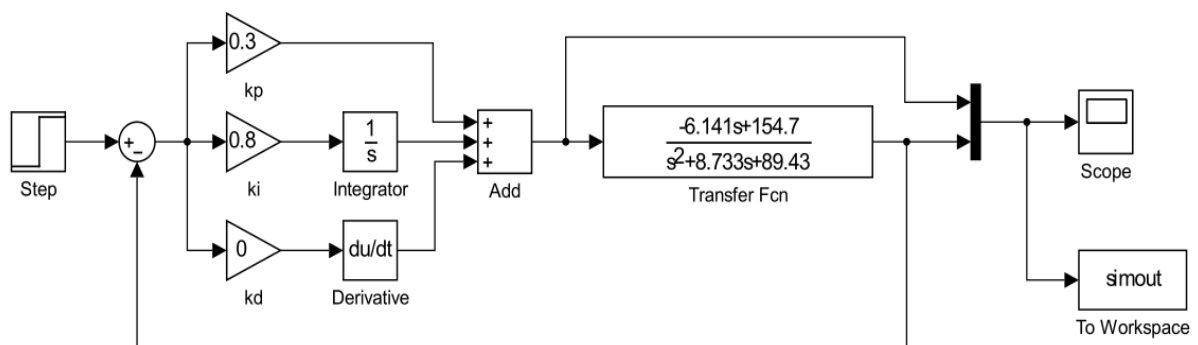 0.3
kp
Step
+
-
0.8
ki
1
s
Integrator
+
+
+
Add
-6.141s+154.7
s²+8.733s+89.43
Transfer Fcn
Scope
0
kd
du/dt
Derivative
simout
To Workspace